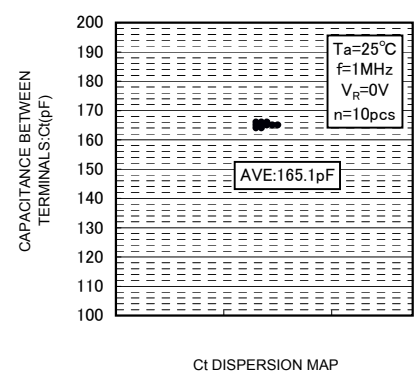 200
190
180
170
160
150
140
130
120
110
100
CAPACITANCE BETWEEN
TERMINALS:Ct(pF)
Ta=25°C
f=1MHz
VR=0V
n=10pcs
AVE:165.1pF
Ct DISPERSION MAP